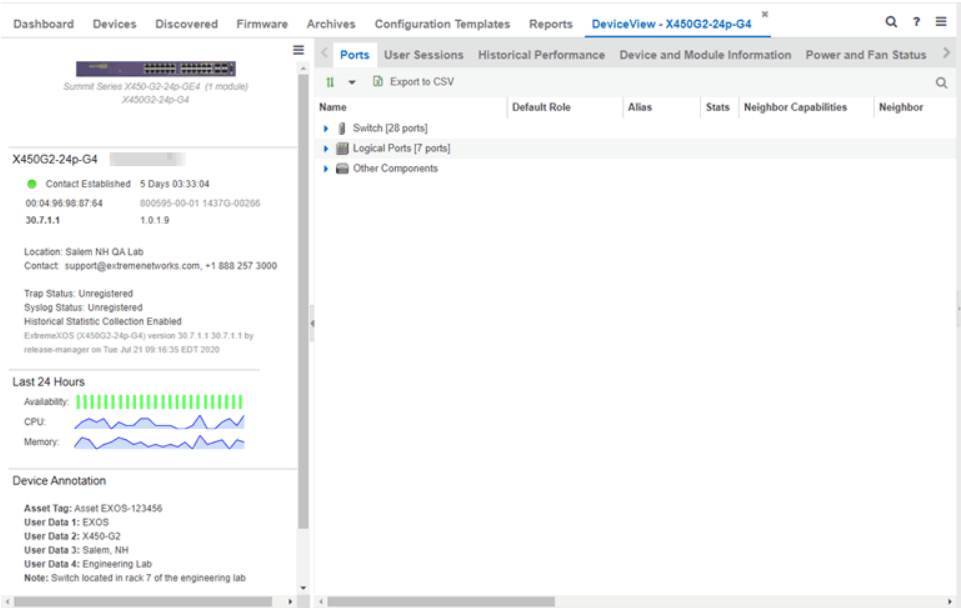 Dashboard Devices Discovered Firmware Archives Configuration Templates Reports DeviceView - X450G2-24p-G4
Summit Series X450-G2-24p-GE4 (1 module)
X450G2-24p-G4
X450G2-24p-G4
Contact Established 5 Days 03:33:04
00:04:96:98:87:64 800595-00-01 1437G-00266
30.7.1.1 1.0.1.9
Location: Salem NH QA Lab
Contact: support@extremenetworks.com, +1 888 257 3000
Trap Status: Unregistered
Syslog Status: Unregistered
Historical Statistic Collection Enabled
ExtremeXOS (X450G2-24p-G4) version 30.7.1.1 30.7.1.1 by
release-manager on Tue Jul 21 09:16:35 EDT 2020
Last 24 Hours
Availability:
CPU:
Memory:
Device Annotation
Asset Tag: Asset EXOS-123456
User Data 1: EXOS
User Data 2: X450-G2
User Data 3: Salem, NH
User Data 4: Engineering Lab
Note: Switch located in rack 7 of the engineering lab
Ports User Sessions Historical Performance Device and Module Information Power and Fan Status
Export to CSV
Name Default Role Alias Stats Neighbor Capabilities Neighbor
Switch [28 ports]
Logical Ports [7 ports]
Other Components